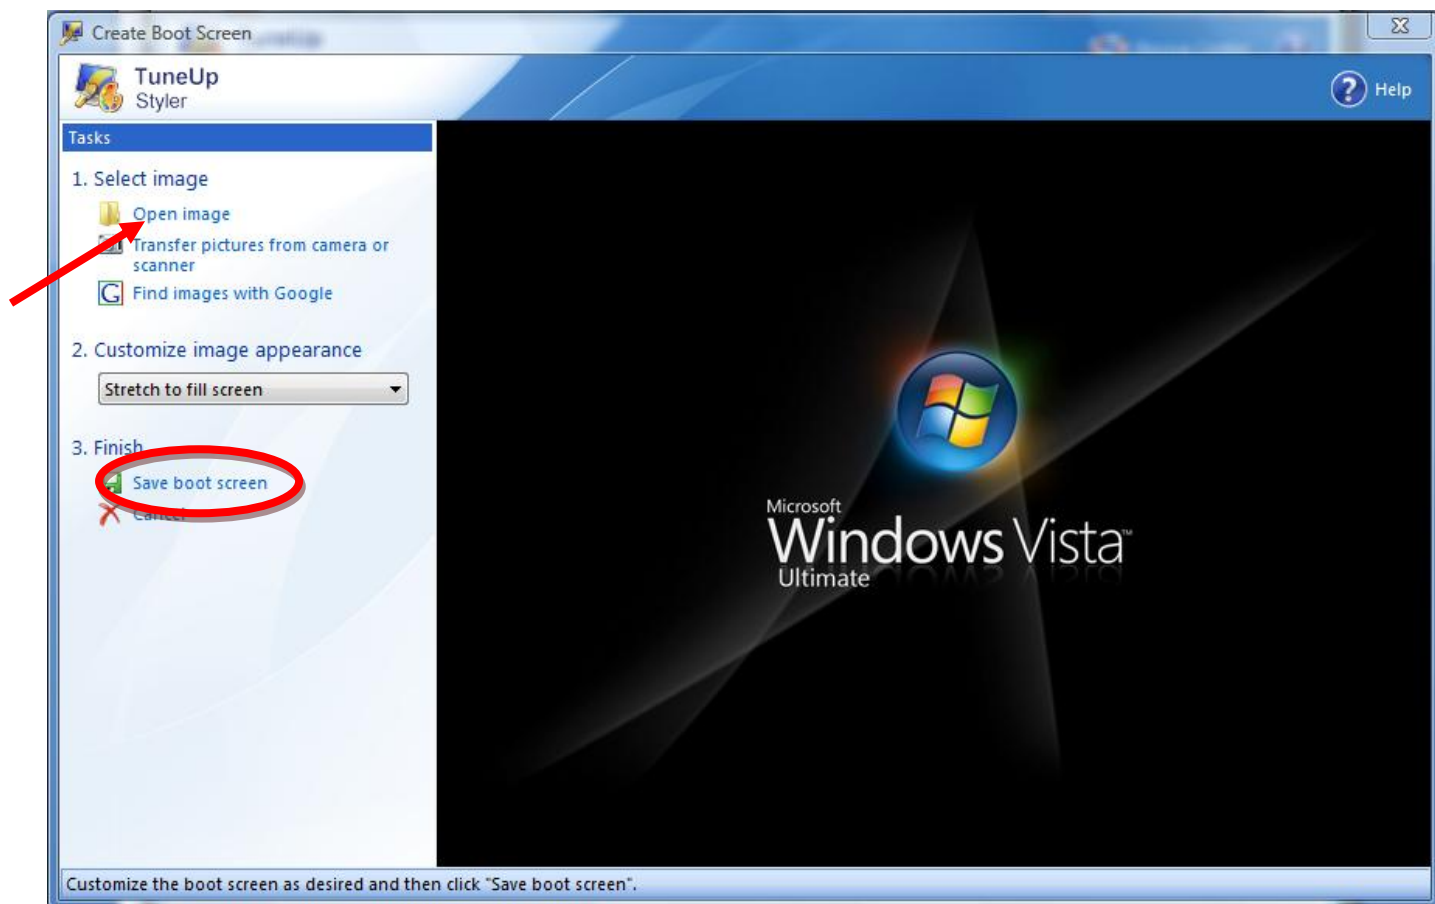 Create Boot Screen
TuneUp
Styler
Help
Tasks
1. Select image
Open image
Transfer pictures from camera or
scanner
Find images with Google
2. Customize image appearance
Stretch to fill screen
3. Finish
Save boot screen
Cancel
Microsoft
Windows Vista™
Ultimate
Customize the boot screen as desired and then click "Save boot screen".